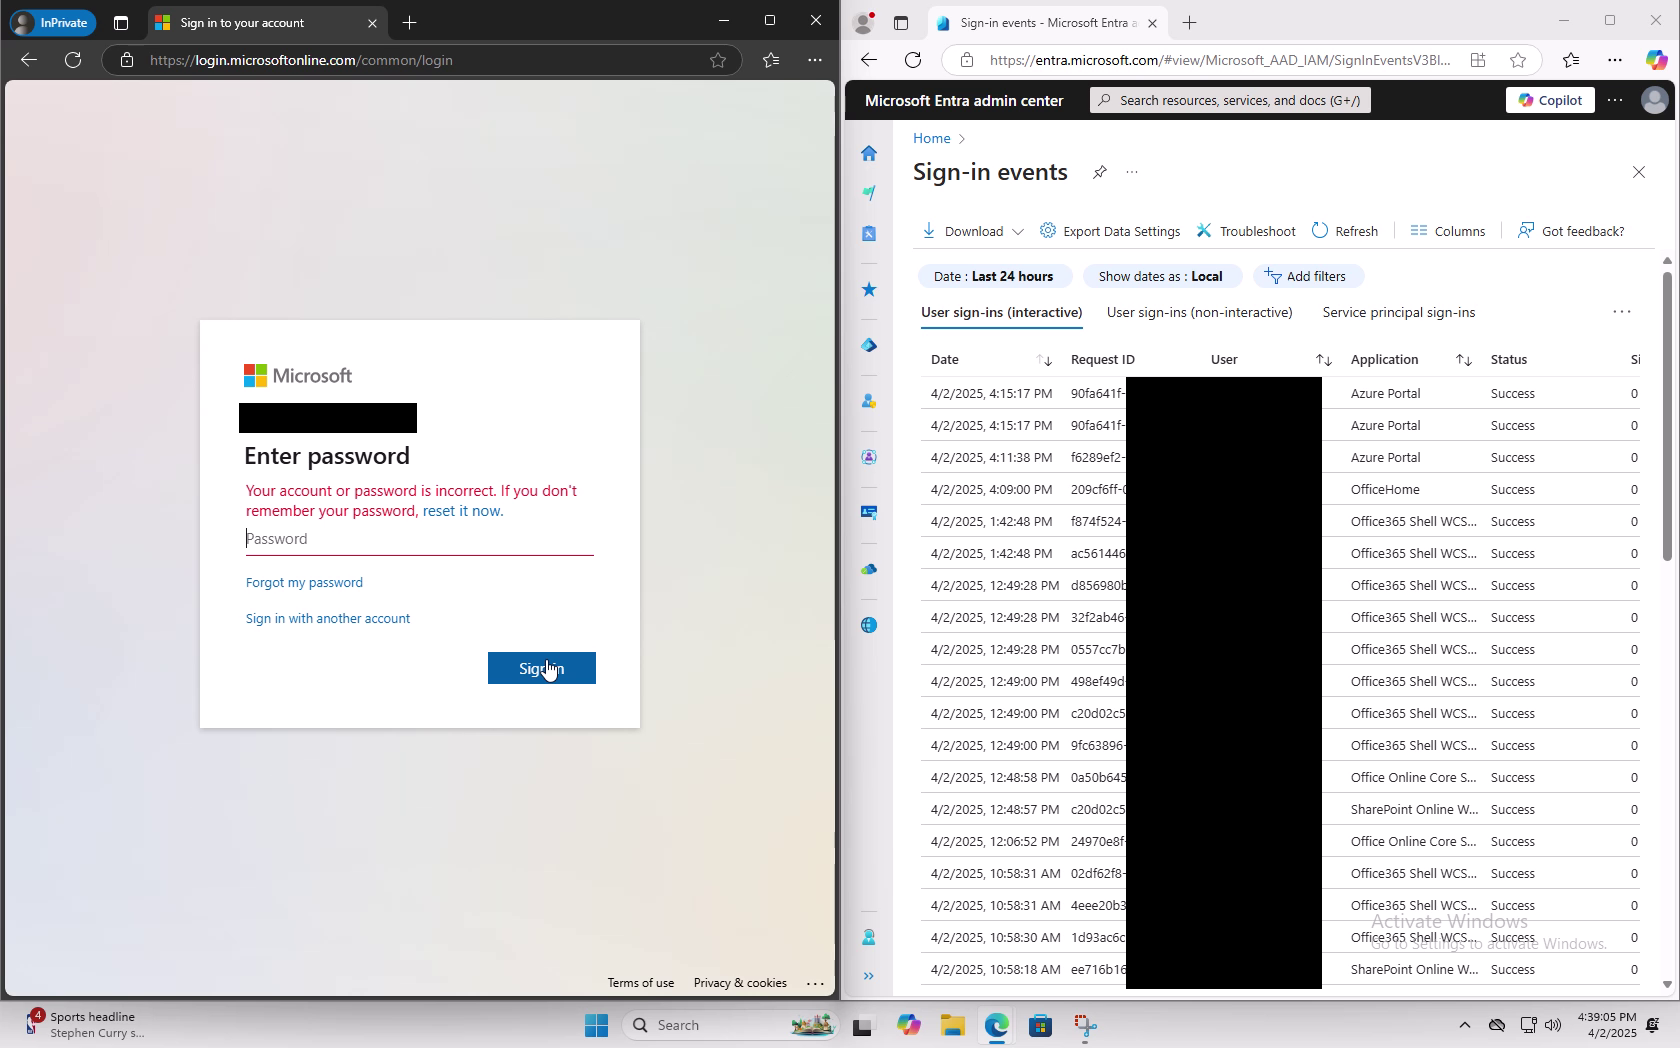 InPrivate
Sign in to your account
https://login.microsoftonline.com/common/login
Microsoft
Enter password
Your account or password is incorrect. If you don't
remember your password, reset it now.
Password
Forgot my password
Sign in with another account
Sign in
Terms of use Privacy & cookies ...
Sign-in events - Microsoft Entra a
https://entra.microsoft.com/#view/Microsoft_AAD_IAM/SignInEventsV3Bl...
Microsoft Entra admin center
Search resources, services, and docs (G+/)
Copilot
Home >
Sign-in events
Download Export Data Settings Troubleshoot Refresh Columns Got feedback?
Date : Last 24 hours Show dates as : Local Add filters
User sign-ins (interactive) User sign-ins (non-interactive) Service principal sign-ins
Date Request ID User Application Status Si
4/2/2025, 4:15:17 PM 90fa641f- Azure Portal Success 0
4/2/2025, 4:15:17 PM 90fa641f- Azure Portal Success 0
4/2/2025, 4:11:38 PM f6289ef2- Azure Portal Success 0
4/2/2025, 4:09:00 PM 209cf6ff- OfficeHome Success 0
4/2/2025, 1:42:48 PM f874f524- Office365 Shell WCS... Success 0
4/2/2025, 1:42:48 PM ac561446 Office365 Shell WCS... Success 0
4/2/2025, 12:49:28 PM d856980b Office365 Shell WCS... Success 0
4/2/2025, 12:49:28 PM 32f2ab46- Office365 Shell WCS... Success 0
4/2/2025, 12:49:28 PM 0557cc7b Office365 Shell WCS... Success 0
4/2/2025, 12:49:00 PM 498ef49d Office365 Shell WCS... Success 0
4/2/2025, 12:49:00 PM c20d02c5 Office365 Shell WCS... Success 0
4/2/2025, 12:49:00 PM 9fc63896- Office365 Shell WCS... Success 0
4/2/2025, 12:48:58 PM 0a50b645 Office Online Core S... Success 0
4/2/2025, 12:48:57 PM c20d02c5 SharePoint Online W... Success 0
4/2/2025, 12:06:52 PM 24970e8f- Office Online Core S... Success 0
4/2/2025, 10:58:31 AM 02df62f8- Office365 Shell WCS... Success 0
4/2/2025, 10:58:31 AM 4eee20b3 Office365 Shell WCS... Success 0
Activate Windows
4/2/2025, 10:58:30 AM 1d93ac6c Office365 Shell WCS... Success 0
Go to Settings to activate Windows.
4/2/2025, 10:58:18 AM ee716b16 SharePoint Online W... Success 0
4
Sports headline
Stephen Curry s...
Search
4:39:05 PM
4/2/2025